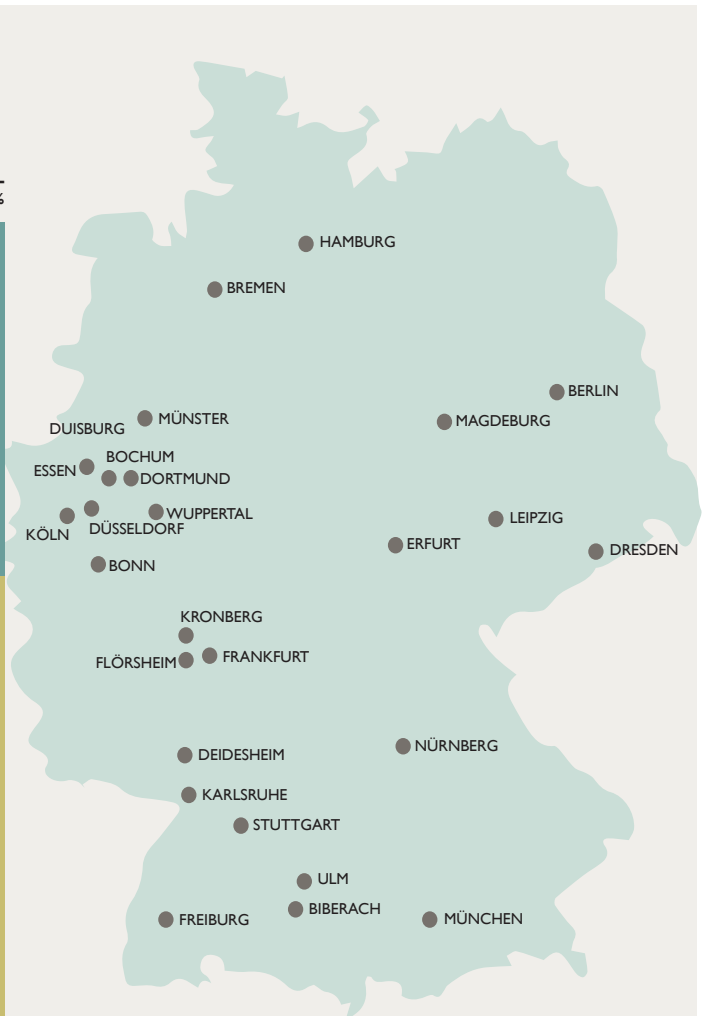 %
HAMBURG
BREMEN
BERLIN
MÜNSTER
MAGDEBURG
DUISBURG
BOCHUM
ESSEN
DORTMUND
WUPPERTAL
LEIPZIG
DÜSSELDORF
KÖLN
ERFURT
DRESDEN
BONN
KRONBERG
FRANKFURT
FLÖRSHEIM
NÜRNBERG
DEIDESHEIM
KARLSRUHE
STUTTGART
ULM
BIBERACH
FREIBURG
MÜNCHEN